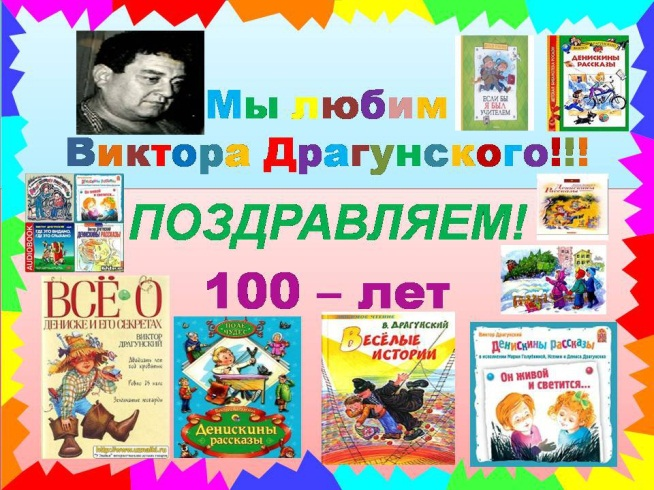 Мы любим
Виктора Драгунского!!!
ЕСЛИ БЫ
Я БЫЛ
УЧИТЕЛЕМ
ДЕНИСКИНЫ
РАССКАЗЫ
ПОЗДРАВЛЯЕМ!
100 – лет
AUDIOBOOK
ВСЁ О
ДЕНИСКЕ И ЕГО СЕКРЕТАХ
ВИКТОР
ДРАГУНСКИЙ
Денискины
рассказы
В. ДРАГУНСКИЙ
ВЕСЁЛЫЕ
ИСТОРИИ
Виктор Драгунский
Денискины рассказы
Он живой
и светится...